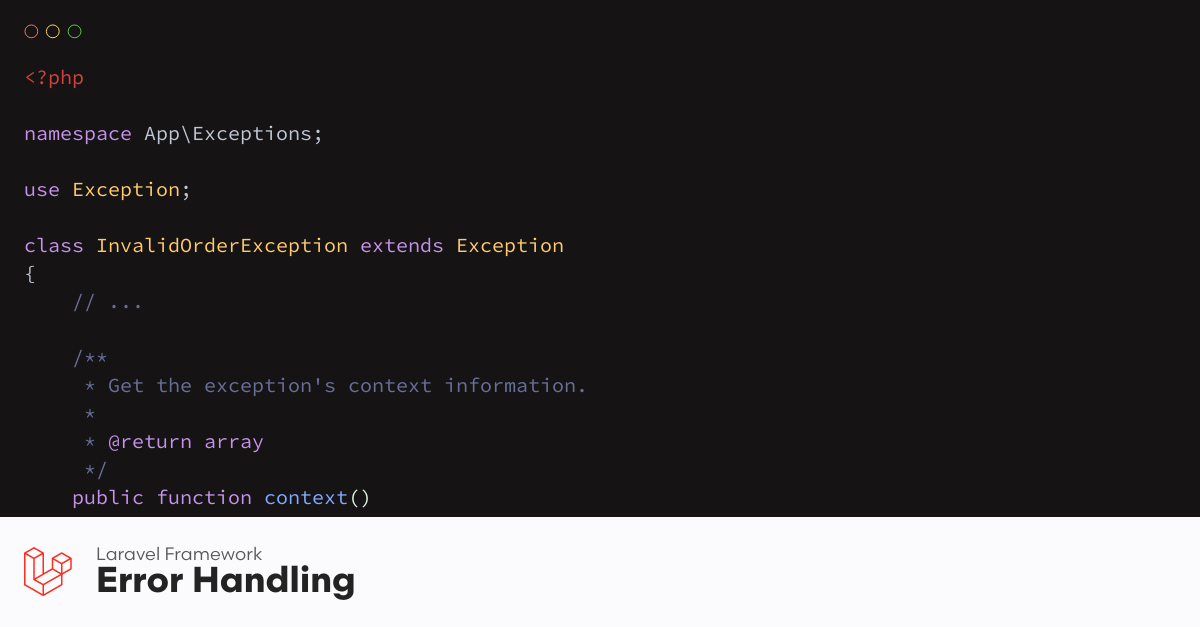 <?php
namespace App\Exceptions;
use Exception;
class InvalidOrderException extends Exception
{
    // ...
    /**
     * Get the exception's context information.
     *
     * @return array
     */
    public function context()
Laravel Framework
Error Handling